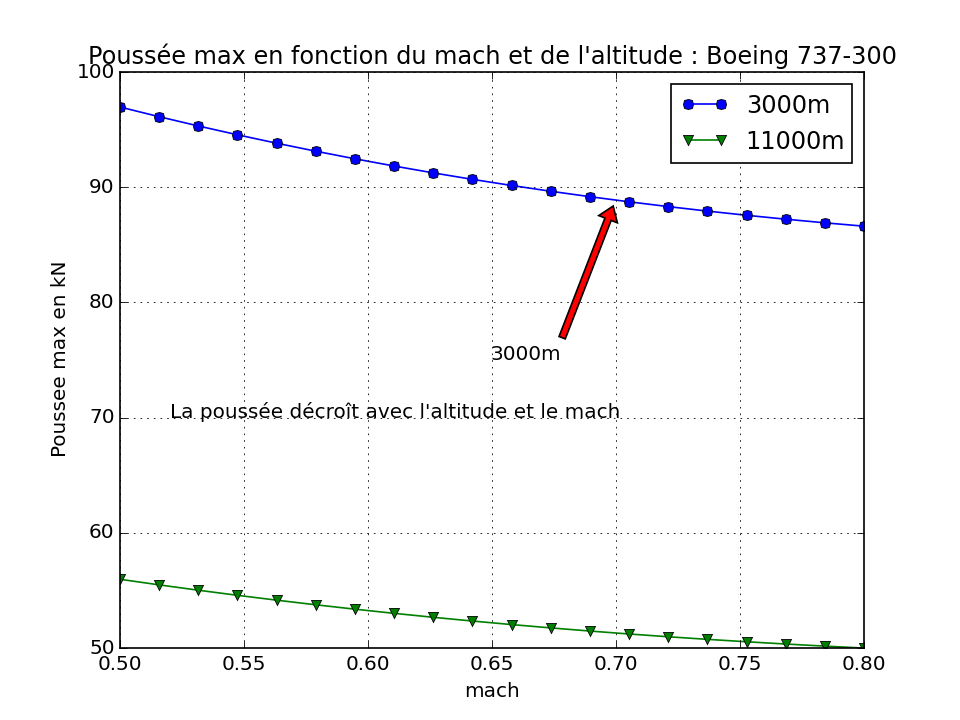 Poussée max en fonction du mach et de l'altitude : Boeing 737-300
100
90
80
70
60
50
Poussee max en kN
3000m
11000m
3000m
La poussée décroît avec l'altitude et le mach
0.50 0.55 0.60 0.65 0.70 0.75 0.80
mach